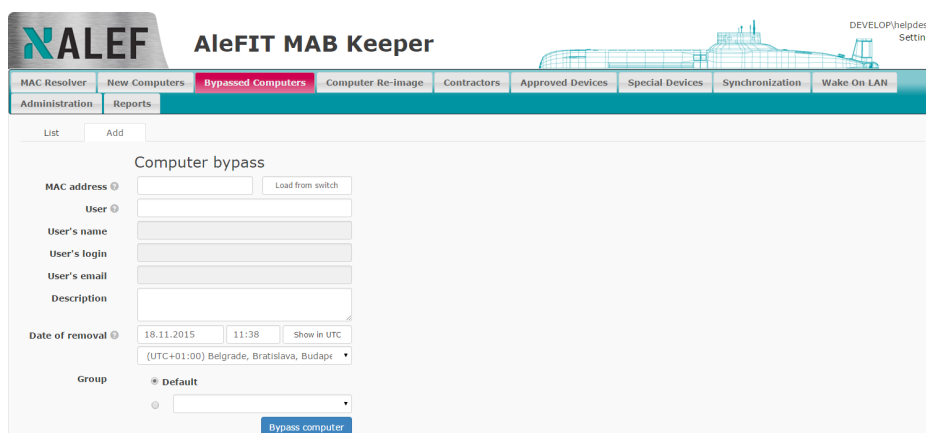 ALEF
AleFIT MAB Keeper
DEVELOP\helpdes
Settin
MAC Resolver New Computers Bypassed Computers Computer Re-image Contractors Approved Devices Special Devices Synchronization Wake On LAN
Administration Reports
List Add
Computer bypass
MAC address Load from switch
User
User's name
User's login
User's email
Description
Date of removal 18.11.2015 11:38 Show in UTC
(UTC+01:00) Belgrade, Bratislava, Budape
Group Default
Bypass computer